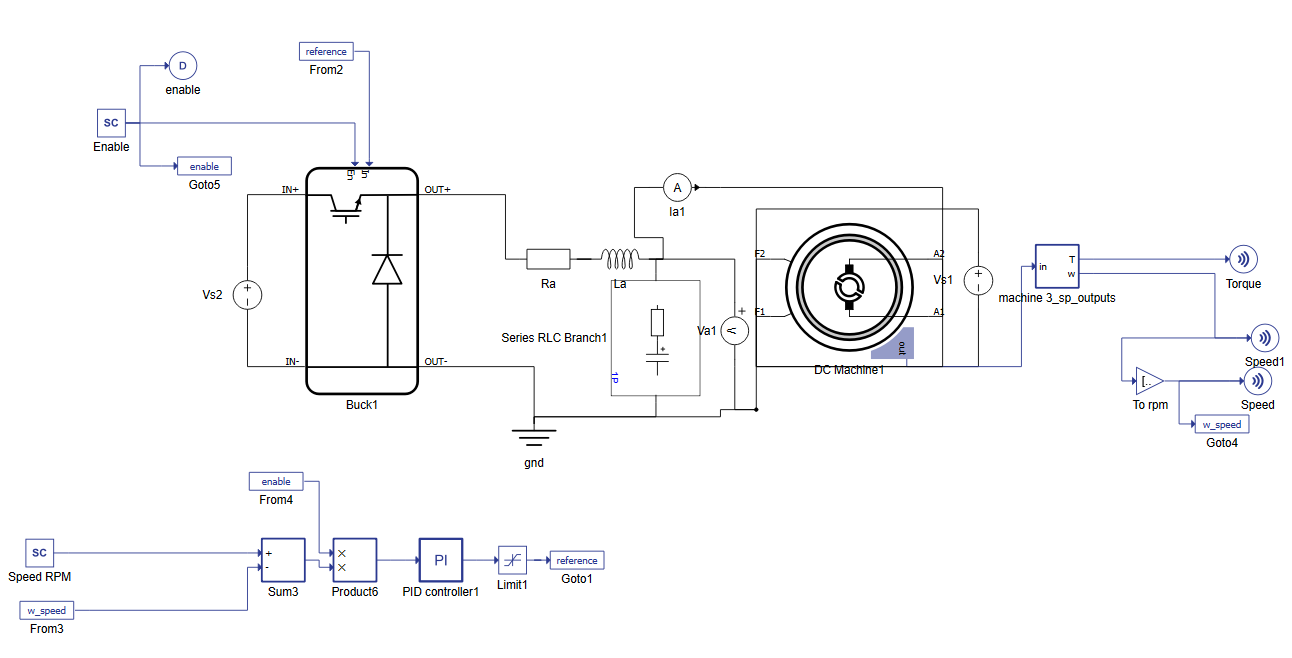 reference
From2
D
enable
SC
Enable
enable
Goto5
En
In
IN+
OUT+
A
Ia1
F2
A2
in
T
w
Ra
La
Vs2
Vs1
machine 3_sp_outputs
Torque
Series RLC Branch1
Va1
V
F1
A1
out
1P
IN-
OUT-
DC Machine1
Speed1
[..
To rpm
Speed
Buck1
w_speed
Goto4
gnd
enable
From4
SC
Speed RPM
+
-
Sum3
×
×
Product6
PI
PID controller1
Limit1
reference
Goto1
w_speed
From3